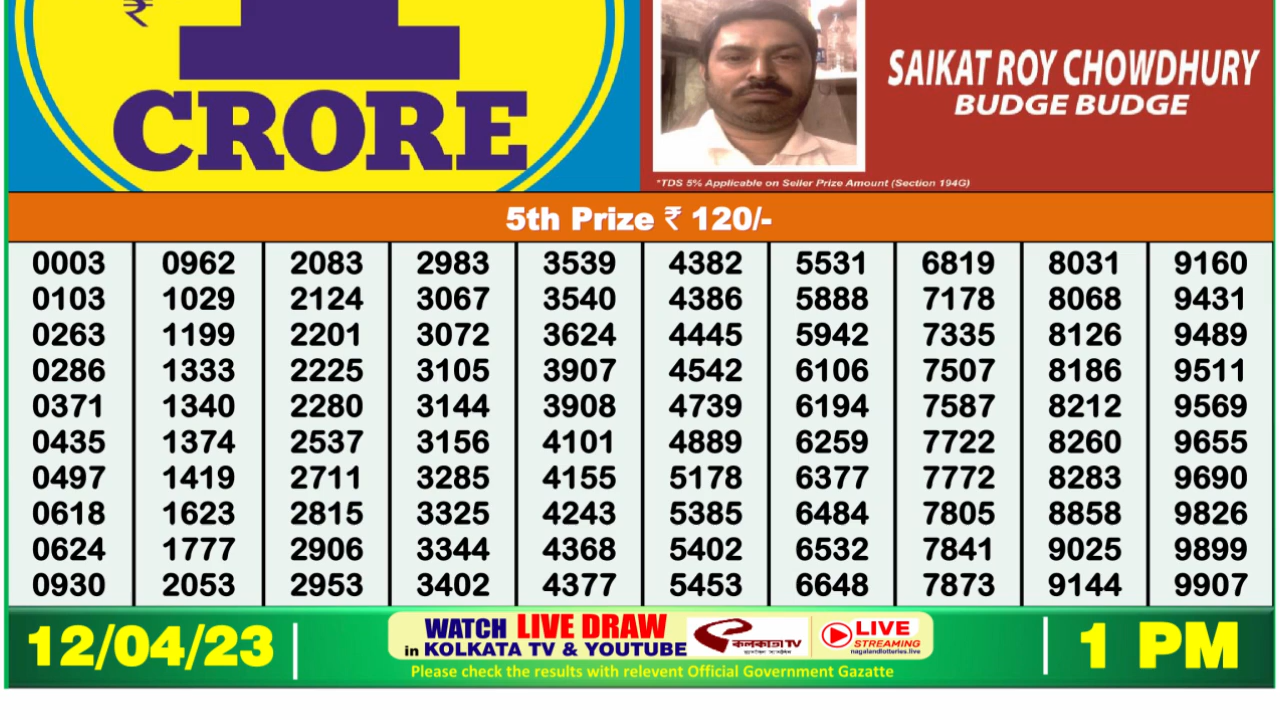 ₹ 1
CRORE
SAIKAT ROY CHOWDHURY
BUDGE BUDGE
*TDS 5% Applicable on Seller Prize Amount (Section 194G)
5th Prize ₹ 120/-
0003 0962 2083 2983 3539 4382 5531 6819 8031 9160
0103 1029 2124 3067 3540 4386 5888 7178 8068 9431
0263 1199 2201 3072 3624 4445 5942 7335 8126 9489
0286 1333 2225 3105 3907 4542 6106 7507 8186 9511
0371 1340 2280 3144 3908 4739 6194 7587 8212 9569
0435 1374 2537 3156 4101 4889 6259 7722 8260 9655
0497 1419 2711 3285 4155 5178 6377 7772 8283 9690
0618 1623 2815 3325 4243 5385 6484 7805 8858 9826
0624 1777 2906 3344 4368 5402 6532 7841 9025 9899
0930 2053 2953 3402 4377 5453 6648 7873 9144 9907
12/04/23
WATCH LIVE DRAW
in KOLKATA TV & YOUTUBE
কলকাতা TV
LIVE
STREAMING
nagalandlotteries.live
Please check the results with relevent Official Government Gazatte
1 PM